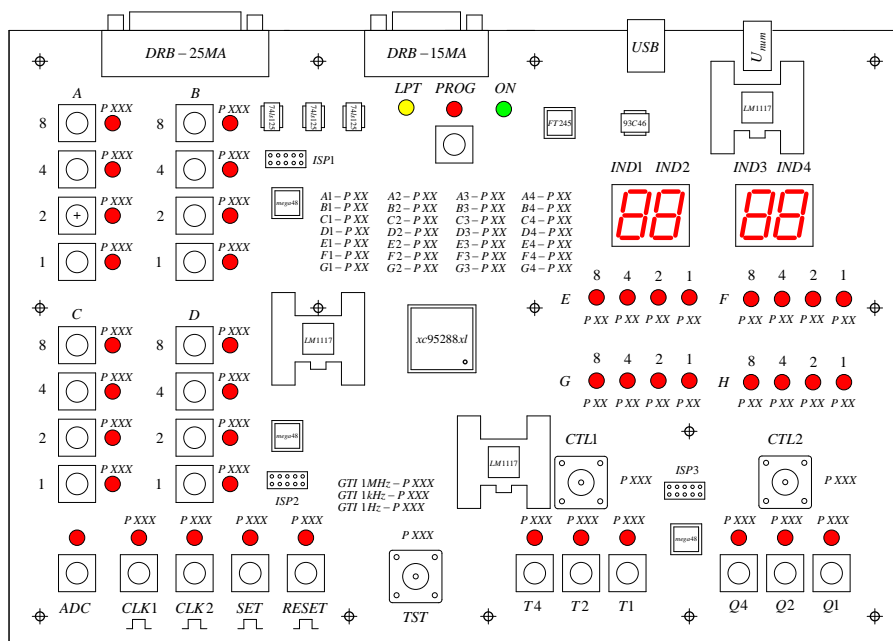 DRB-25MA
DRB-15MA
USB
U num
A
B
LPT
PROG
ON
LM1117
8
P XXX
8
P XXX
74ls125
74ls125
74ls125
FT245
93C46
4
P XXX
4
P XXX
ISP1
IND1 IND2
IND3 IND4
2
P XXX
2
P XXX
mega48
A1-P XX A2-P XX A3-P XX A4-P XX
B1-P XX B2-P XX B3-P XX B4-P XX
C1-P XX C2-P XX C3-P XX C4-P XX
D1-P XX D2-P XX D3-P XX D4-P XX
E1-P XX E2-P XX E3-P XX E4-P XX
F1-P XX F2-P XX F3-P XX F4-P XX
G1-P XX G2-P XX G3-P XX G4-P XX
88
88
1
P XXX
1
P XXX
8 4 2 1
8 4 2 1
E
F
P XX P XX P XX P XX
P XX P XX P XX P XX
C
D
8
P XXX
8
P XXX
LM1117
xc95288xl
8 4 2 1
8 4 2 1
G
H
P XX P XX P XX P XX
P XX P XX P XX P XX
4
P XXX
4
P XXX
2
P XXX
2
P XXX
mega48
CTL1
CTL2
LM1117
1
P XXX
1
P XXX
ISP2
GTI 1MHz-P XXX
GTI 1kHz-P XXX
GTI 1Hz-P XXX
P XXX
ISP3
P XXX
P XXX P XXX P XXX P XXX
P XXX
P XXX P XXX P XXX
mega48
P XXX P XXX P XXX
ADC CLK1 CLK2 SET RESET
TST
T4 T2 T1
Q4 Q2 Q1